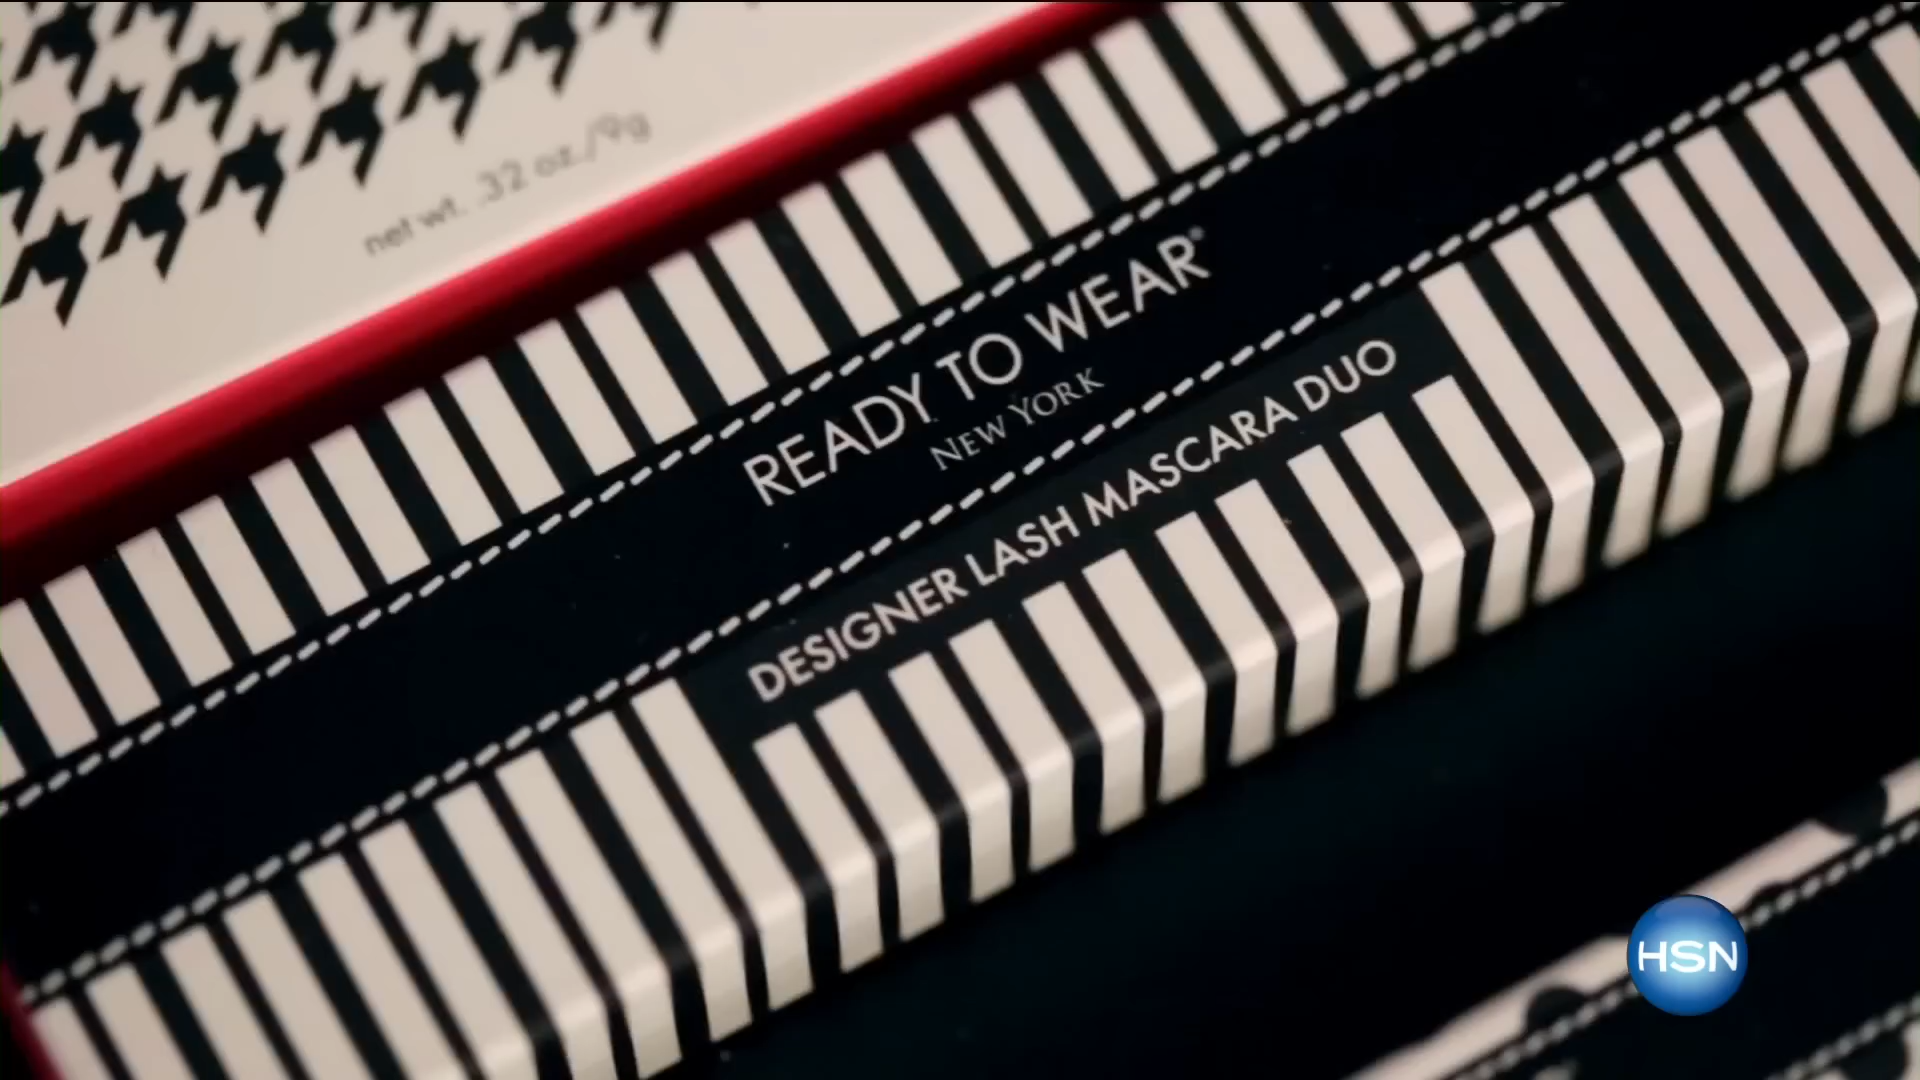 net wt. .32 oz./9g
READY TO WEAR®
NEW YORK
DESIGNER LASH MASCARA DUO
HSN